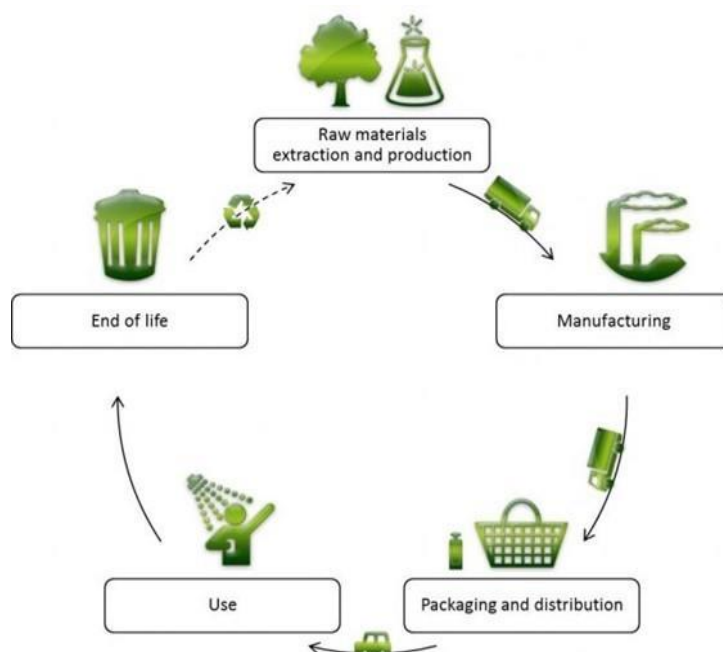 Raw materials
extraction and production
End of life
Manufacturing
Use
Packaging and distribution